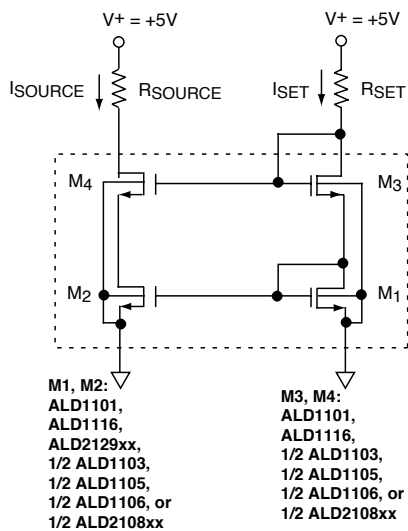 V+ = +5V
V+ = +5V
ISOURCE
RSOURCE
ISET
RSET
M4
M3
M2
M1
M1, M2:
ALD1101,
ALD1116,
ALD2129xx,
1/2 ALD1103,
1/2 ALD1105,
1/2 ALD1106, or
1/2 ALD2108xx
M3, M4:
ALD1101,
ALD1116,
1/2 ALD1103,
1/2 ALD1105,
1/2 ALD1106, or
1/2 ALD2108xx